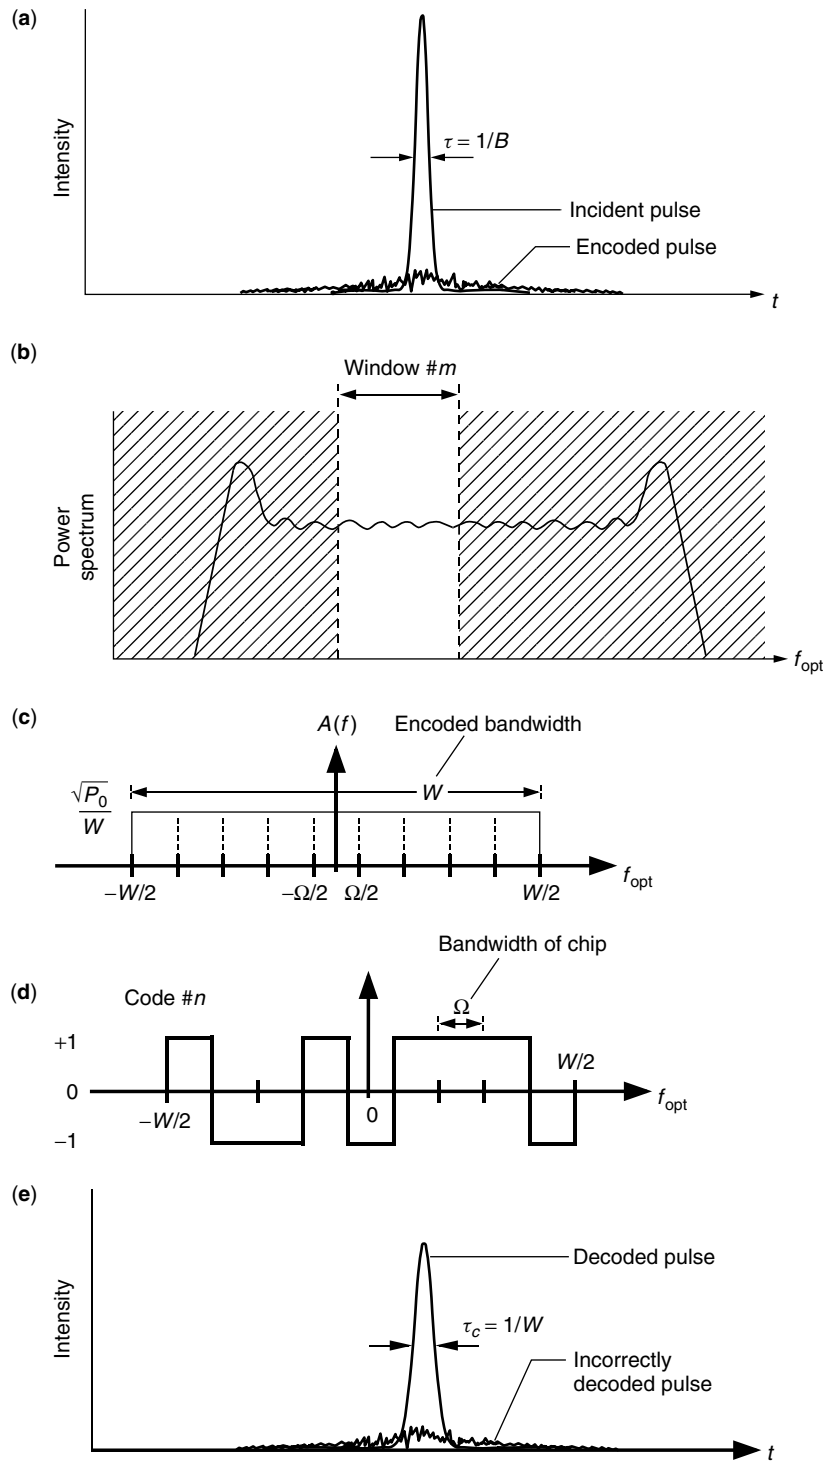 (a)
Intensity
τ = 1/B
Incident pulse
Encoded pulse
t
(b)
Window #m
Power
spectrum
f_opt
(c)
A(f)
Encoded bandwidth
√P₀
W
W
−W/2
−Ω/2
Ω/2
W/2
f_opt
Bandwidth of chip
(d)
Code #n
Ω
+1
W/2
0
−W/2
0
f_opt
−1
(e)
Intensity
Decoded pulse
τ_c = 1/W
Incorrectly
decoded pulse
t